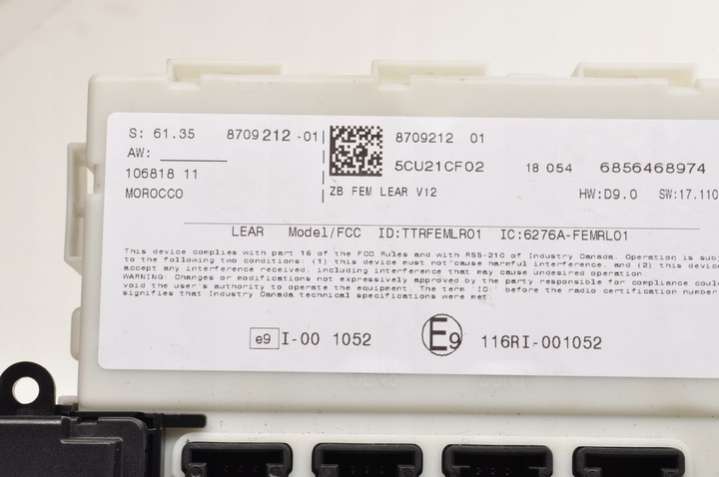 S: 61.35 8709212 -01 8709212 01
AW:
5CU21CF02 18 054 6856468974
106818 11
MOROCCO ZB FEM LEAR V12 HW:D9.0 SW:17.110
LEAR Model/FCC ID:TTRFEMLR01 IC:6276A-FEMRL01
This device complies with part 15 of the FCC Rules and with RSS-210 of Industry Canada. Operation is sub
to the following two conditions: (1) this device must not cause harmful interference, and (2) this devic
accept any interference received, including interference that may cause undesired operation
WARNING: Changes or modifications not expressively approved by the party responsible for compliance coul
void the user's authority to operate the equipment. The term "IC:" before the radio certification number
signifies that Industry Canada technical specifications were met.
e9 I-00 1052 E9 116RI-001052